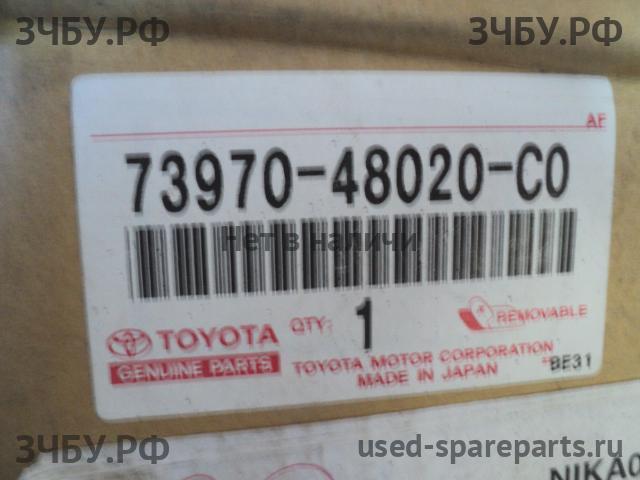 ЗЧБУ.РФ
ЗЧБУ.РФ
AF
73970-48020-C0
нет в наличи
TOYOTA
GENUINE PARTS
QTY: 1
REMOVABLE
TOYOTA MOTOR CORPORATION
MADE IN JAPAN
BE31
ЗЧБУ.РФ
used-spareparts.ru